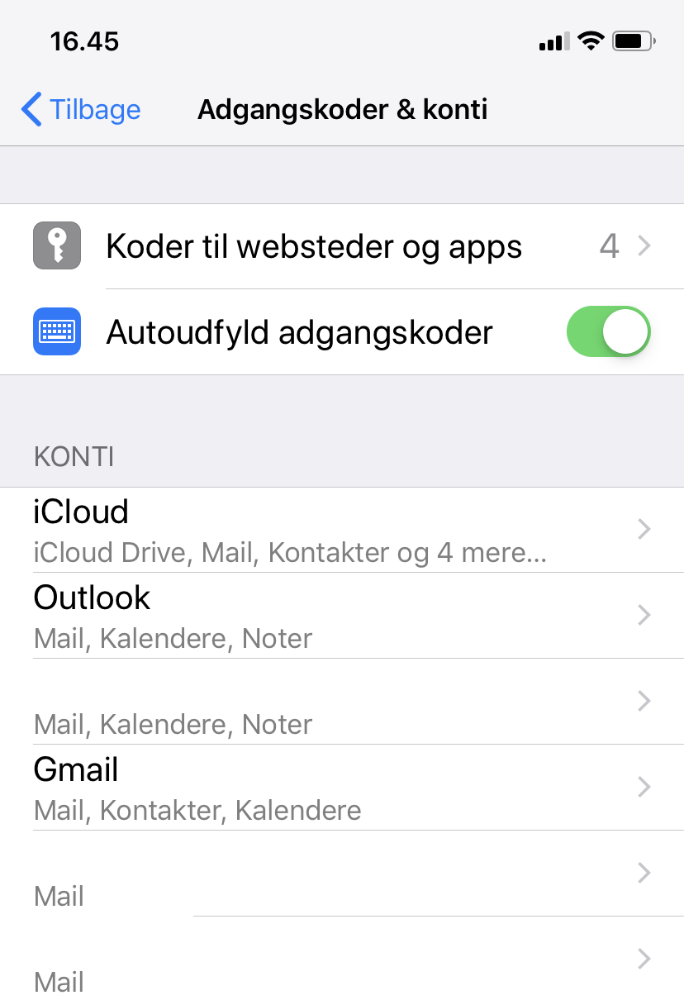 16.45
Tilbage
Adgangskoder & konti
Koder til websteder og apps 4
Autoudfyld adgangskoder
KONTI
iCloud
iCloud Drive, Mail, Kontakter og 4 mere...
Outlook
Mail, Kalendere, Noter
Mail, Kalendere, Noter
Gmail
Mail, Kontakter, Kalendere
Mail
Mail